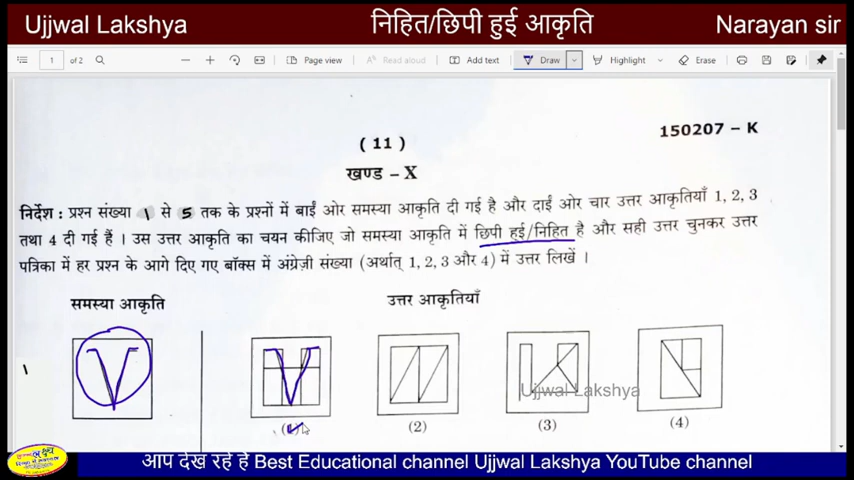 Ujjwal Lakshya
निहित/छिपी हुई आकृति
Narayan sir
1 of 2
Page view
Read aloud
Add text
Draw
Highlight
Erase
( 11 )
150207 – K
खण्ड – X
निर्देश : प्रश्न संख्या 1 से 5 तक के प्रश्नों में बाईं ओर समस्या आकृति दी गई है और दाईं ओर चार उत्तर आकृतियाँ 1, 2, 3
तथा 4 दी गई हैं । उस उत्तर आकृति का चयन कीजिए जो समस्या आकृति में छिपी हुई/निहित है और सही उत्तर चुनकर उत्तर
पत्रिका में हर प्रश्न के आगे दिए गए बॉक्स में अंग्रेज़ी संख्या (अर्थात् 1, 2, 3 और 4) में उत्तर लिखें ।
समस्या आकृति
उत्तर आकृतियाँ
1
Ujjwal Lakshya
(2)
(3)
(4)
आप देख रहे है Best Educational channel Ujjwal Lakshya YouTube channel